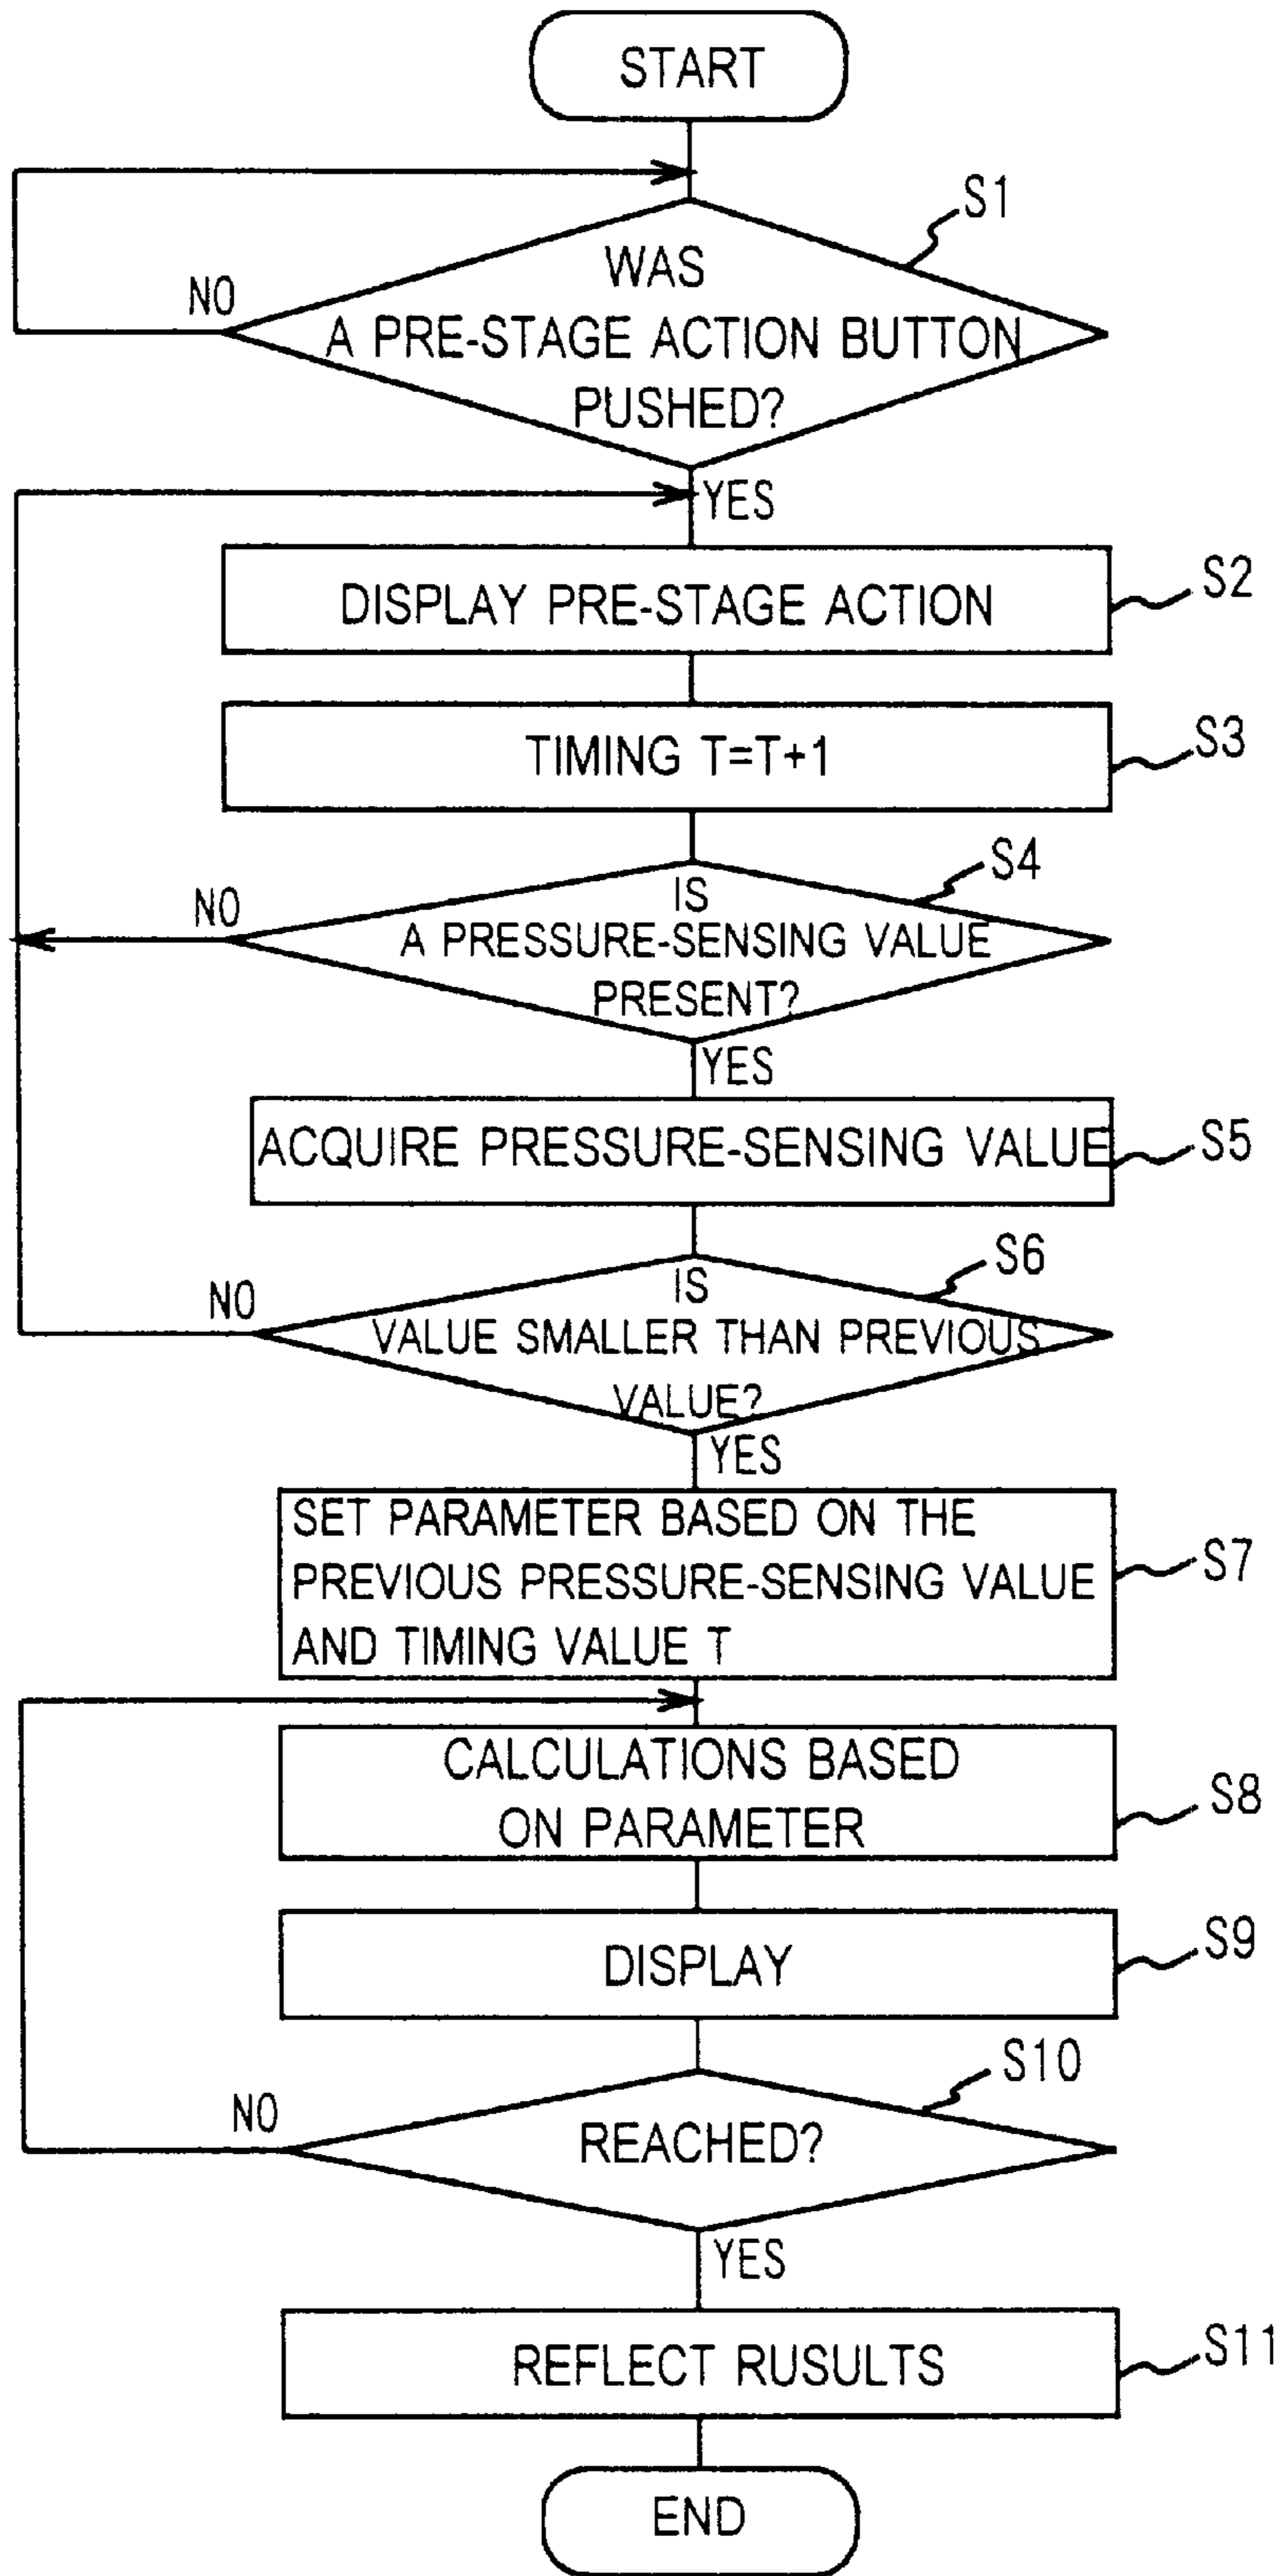 START
S1
WAS
NO
A PRE-STAGE ACTION BUTTON
PUSHED?
YES
DISPLAY PRE-STAGE ACTION
S2
TIMING T=T+1
S3
S4
IS
NO
A PRESSURE-SENSING VALUE
PRESENT?
YES
ACQUIRE PRESSURE-SENSING VALUE
S5
S6
IS
NO
VALUE SMALLER THAN PREVIOUS
VALUE?
YES
SET PARAMETER BASED ON THE
PREVIOUS PRESSURE-SENSING VALUE
AND TIMING VALUE T
S7
CALCULATIONS BASED
ON PARAMETER
S8
DISPLAY
S9
S10
NO
REACHED?
YES
REFLECT RUSULTS
S11
END